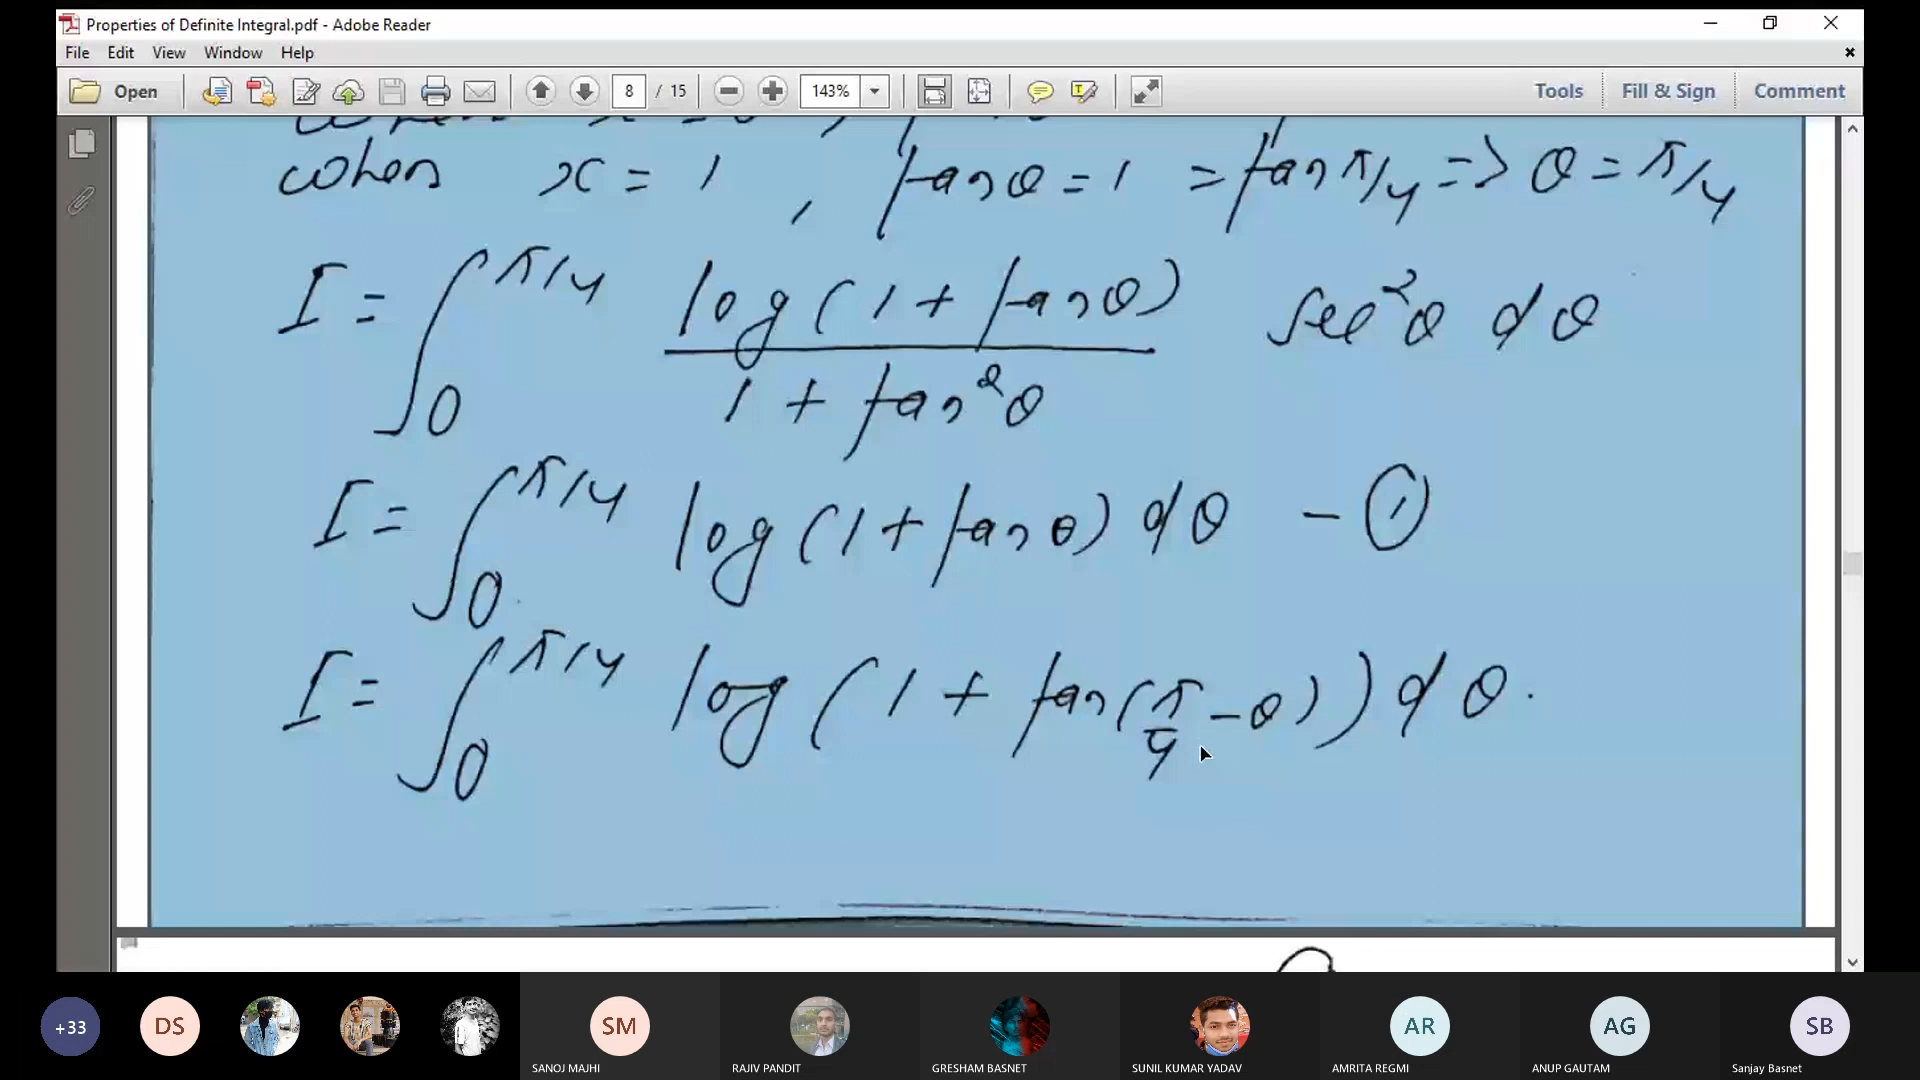 Properties of Definite Integral.pdf - Adobe Reader
File Edit View Window Help
Open 8 / 15 143% Tools Fill & Sign Comment
when x = 1 , tan θ = 1 = tan π/4 => θ = π/4
I = ∫₀^π/4 log(1 + tan θ) / 1 + tan²θ sec²θ dθ
I = ∫₀^π/4 log(1 + tan θ) dθ - ①
I = ∫₀^π/4 log(1 + tan(π/4 - θ)) dθ.
+33 DS SM AR AG SB
SANOJ MAJHI RAJIV PANDIT GRESHAM BASNET SUNIL KUMAR YADAV AMRITA REGMI ANUP GAUTAM Sanjay Basnet